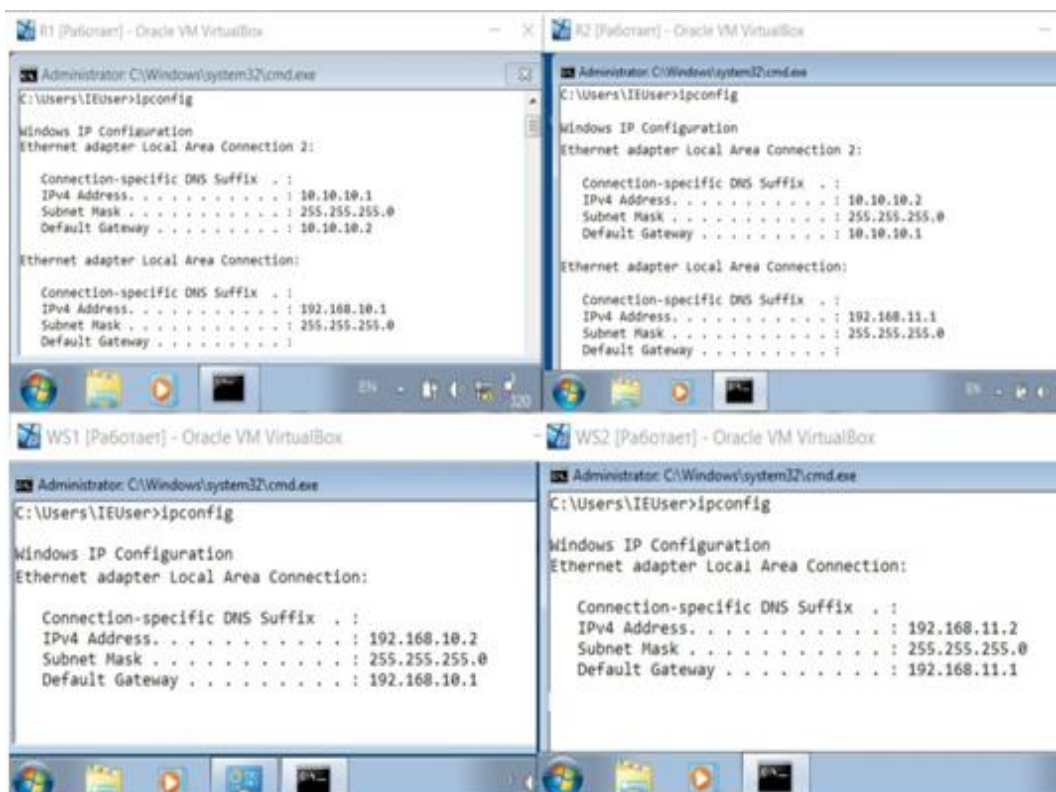 R1 [Работает] - Oracle VM VirtualBox
Administrator: C:\Windows\system32\cmd.exe
C:\Users\IEUser>ipconfig
Windows IP Configuration
Ethernet adapter Local Area Connection 2:
Connection-specific DNS Suffix . :
IPv4 Address. . . . . . . . . . . : 10.10.10.1
Subnet Mask . . . . . . . . . . . : 255.255.255.0
Default Gateway . . . . . . . . . : 10.10.10.2
Ethernet adapter Local Area Connection:
Connection-specific DNS Suffix . :
IPv4 Address. . . . . . . . . . . : 192.168.10.1
Subnet Mask . . . . . . . . . . . : 255.255.255.0
Default Gateway . . . . . . . . . :
EN
320
R2 [Работает] - Oracle VM VirtualBox
Administrator: C:\Windows\system32\cmd.exe
C:\Users\IEUser>ipconfig
Windows IP Configuration
Ethernet adapter Local Area Connection 2:
Connection-specific DNS Suffix . :
IPv4 Address. . . . . . . . . . . : 10.10.10.2
Subnet Mask . . . . . . . . . . . : 255.255.255.0
Default Gateway . . . . . . . . . : 10.10.10.1
Ethernet adapter Local Area Connection:
Connection-specific DNS Suffix . :
IPv4 Address. . . . . . . . . . . : 192.168.11.1
Subnet Mask . . . . . . . . . . . : 255.255.255.0
Default Gateway . . . . . . . . . :
EN
WS1 [Работает] - Oracle VM VirtualBox
Administrator: C:\Windows\system32\cmd.exe
C:\Users\IEUser>ipconfig
Windows IP Configuration
Ethernet adapter Local Area Connection:
Connection-specific DNS Suffix . :
IPv4 Address. . . . . . . . . . . : 192.168.10.2
Subnet Mask . . . . . . . . . . . : 255.255.255.0
Default Gateway . . . . . . . . . : 192.168.10.1
WS2 [Работает] - Oracle VM VirtualBox
Administrator: C:\Windows\system32\cmd.exe
C:\Users\IEUser>ipconfig
Windows IP Configuration
Ethernet adapter Local Area Connection:
Connection-specific DNS Suffix . :
IPv4 Address. . . . . . . . . . . : 192.168.11.2
Subnet Mask . . . . . . . . . . . : 255.255.255.0
Default Gateway . . . . . . . . . : 192.168.11.1